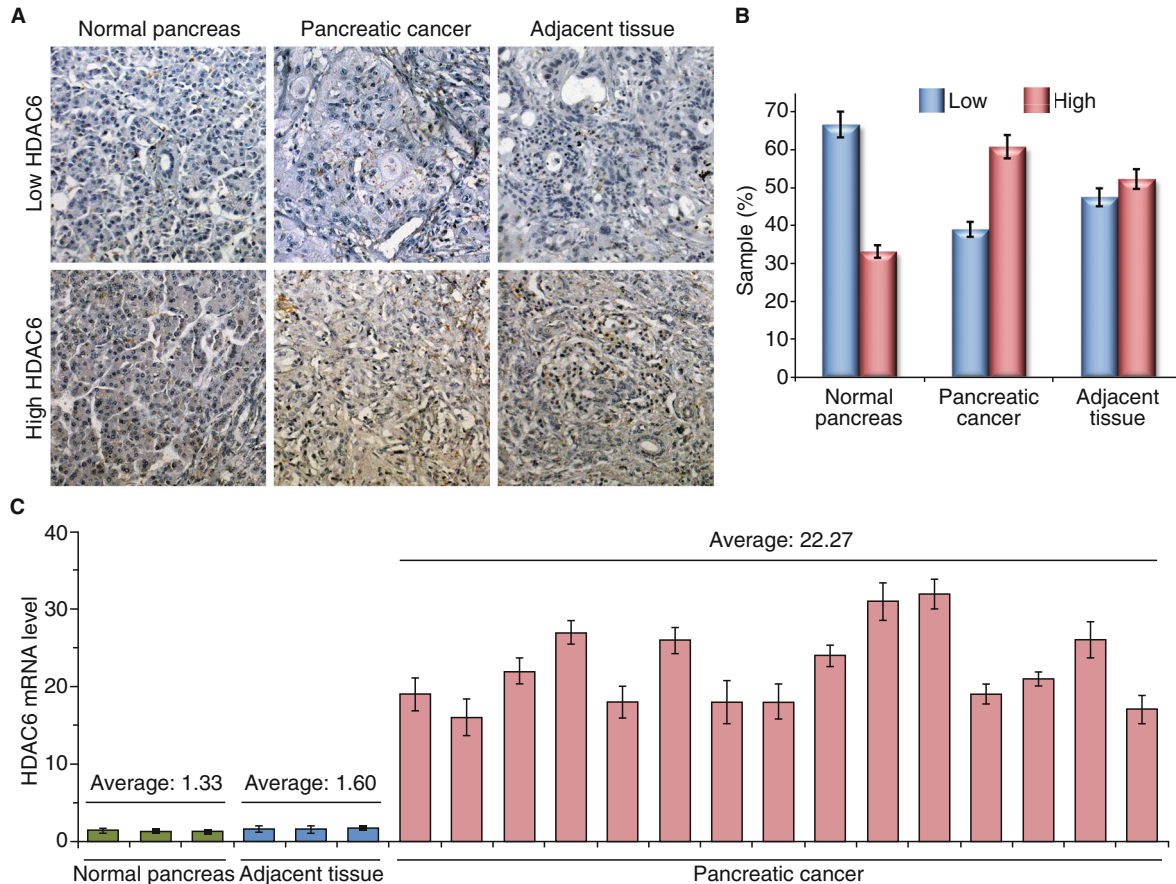 A
Normal pancreas
Pancreatic cancer
Adjacent tissue
Low HDAC6
High HDAC6
B
Low
High
Sample (%)
70
60
50
40
30
20
10
0
Normal
pancreas
Pancreatic
cancer
Adjacent
tissue
C
HDAC6 mRNA level
40
30
20
10
0
Average: 1.33
Average: 1.60
Average: 22.27
Normal pancreas
Adjacent tissue
Pancreatic cancer